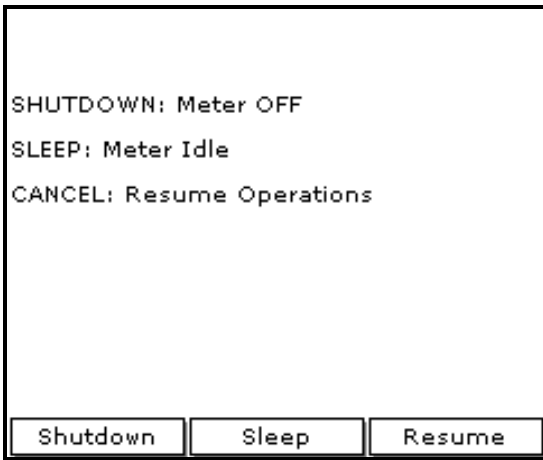 SHUTDOWN: Meter OFF
SLEEP: Meter Idle
CANCEL: Resume Operations
Shutdown Sleep Resume